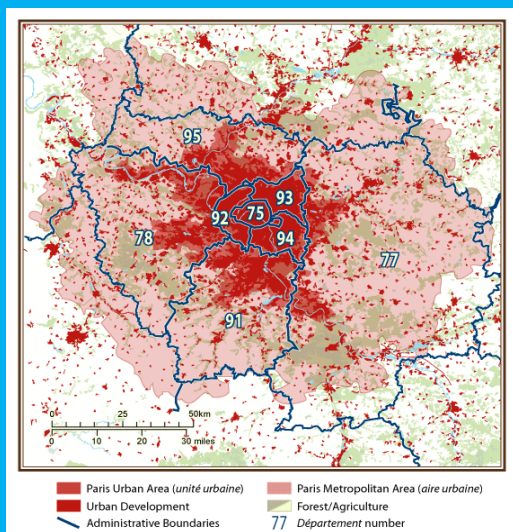 95
93
92
75
78
94
77
91
0 25 50km
0 10 20 30 miles
Paris Urban Area (unité urbaine)
Paris Metropolitan Area (aire urbaine)
Urban Development
Forest/Agriculture
Administrative Boundaries
77 Département number